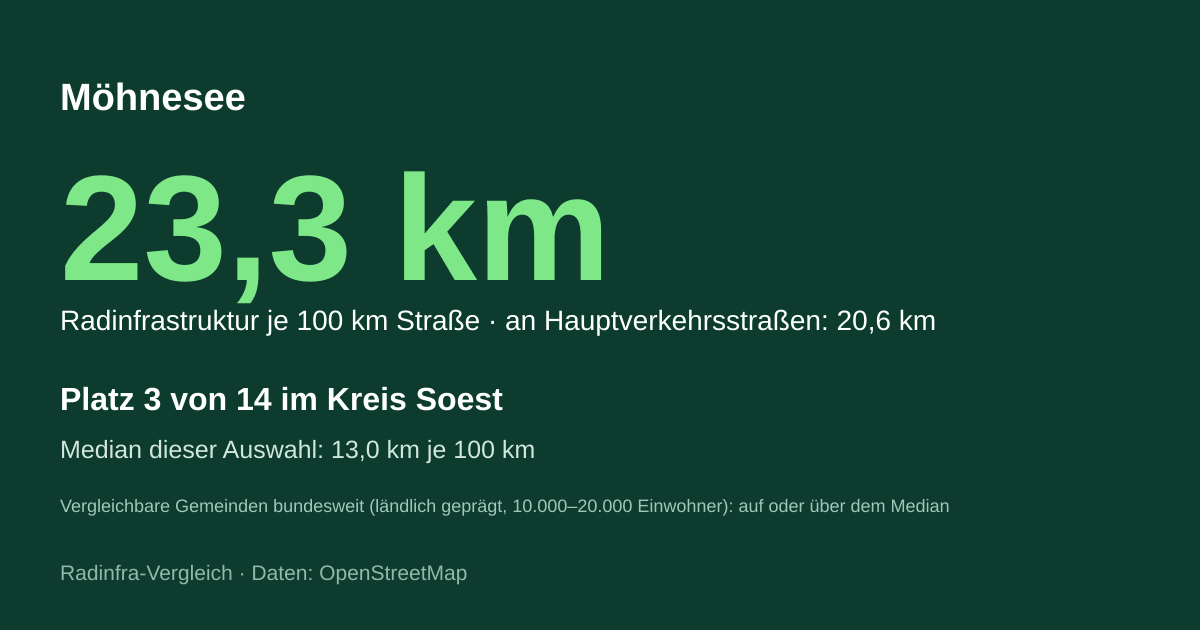 Möhnesee
23,3 km
Radinfrastruktur je 100 km Straße · an Hauptverkehrsstraßen: 20,6 km
Platz 3 von 14 im Kreis Soest
Median dieser Auswahl: 13,0 km je 100 km
Vergleichbare Gemeinden bundesweit (ländlich geprägt, 10.000–20.000 Einwohner): auf oder über dem Median
Radinfra-Vergleich · Daten: OpenStreetMap